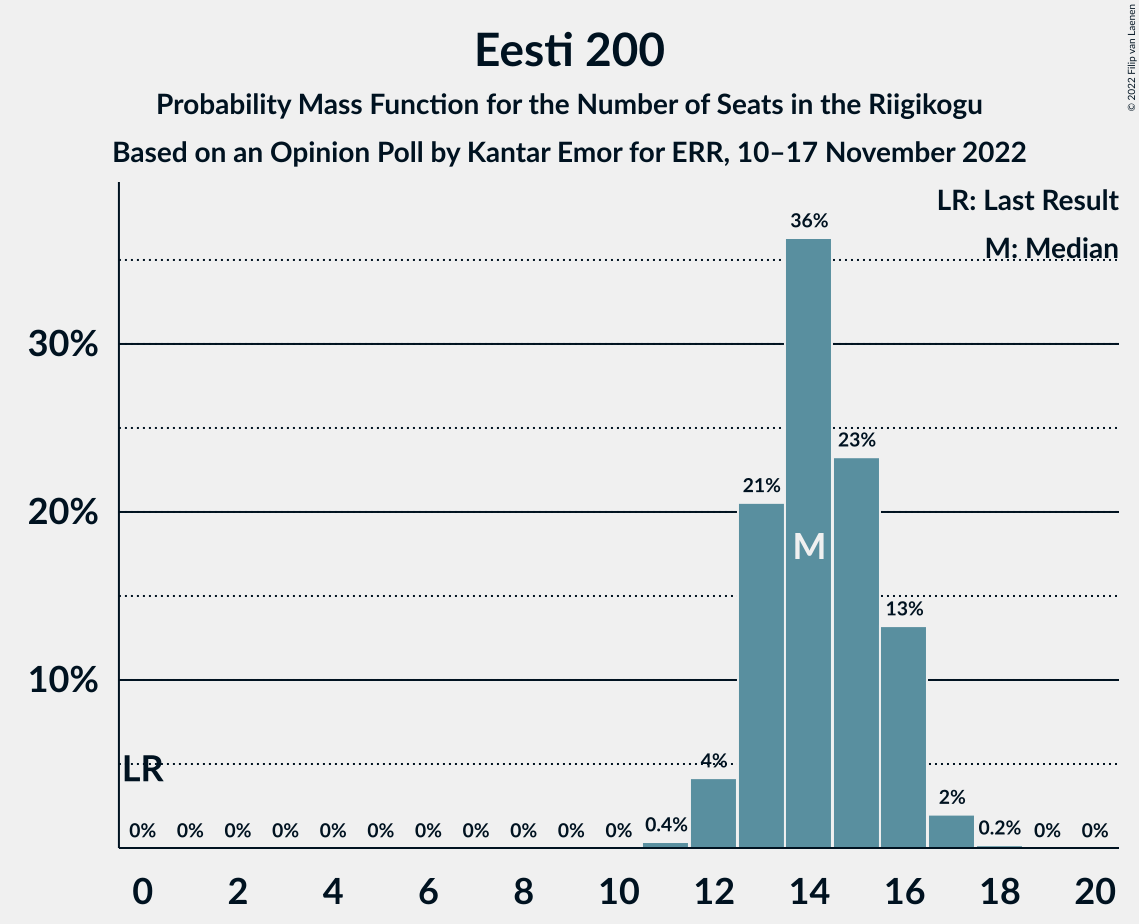 Eesti 200
Probability Mass Function for the Number of Seats in the Riigikogu
Based on an Opinion Poll by Kantar Emor for ERR, 10–17 November 2022
© 2022 Filip van Laenen
LR: Last Result
M: Median
30%
20%
10%
LR
0% 0% 0% 0% 0% 0% 0% 0% 0% 0% 0% 0.4% 4% 21% 36% 23% 13% 2% 0.2% 0% 0%
M
0 2 4 6 8 10 12 14 16 18 20